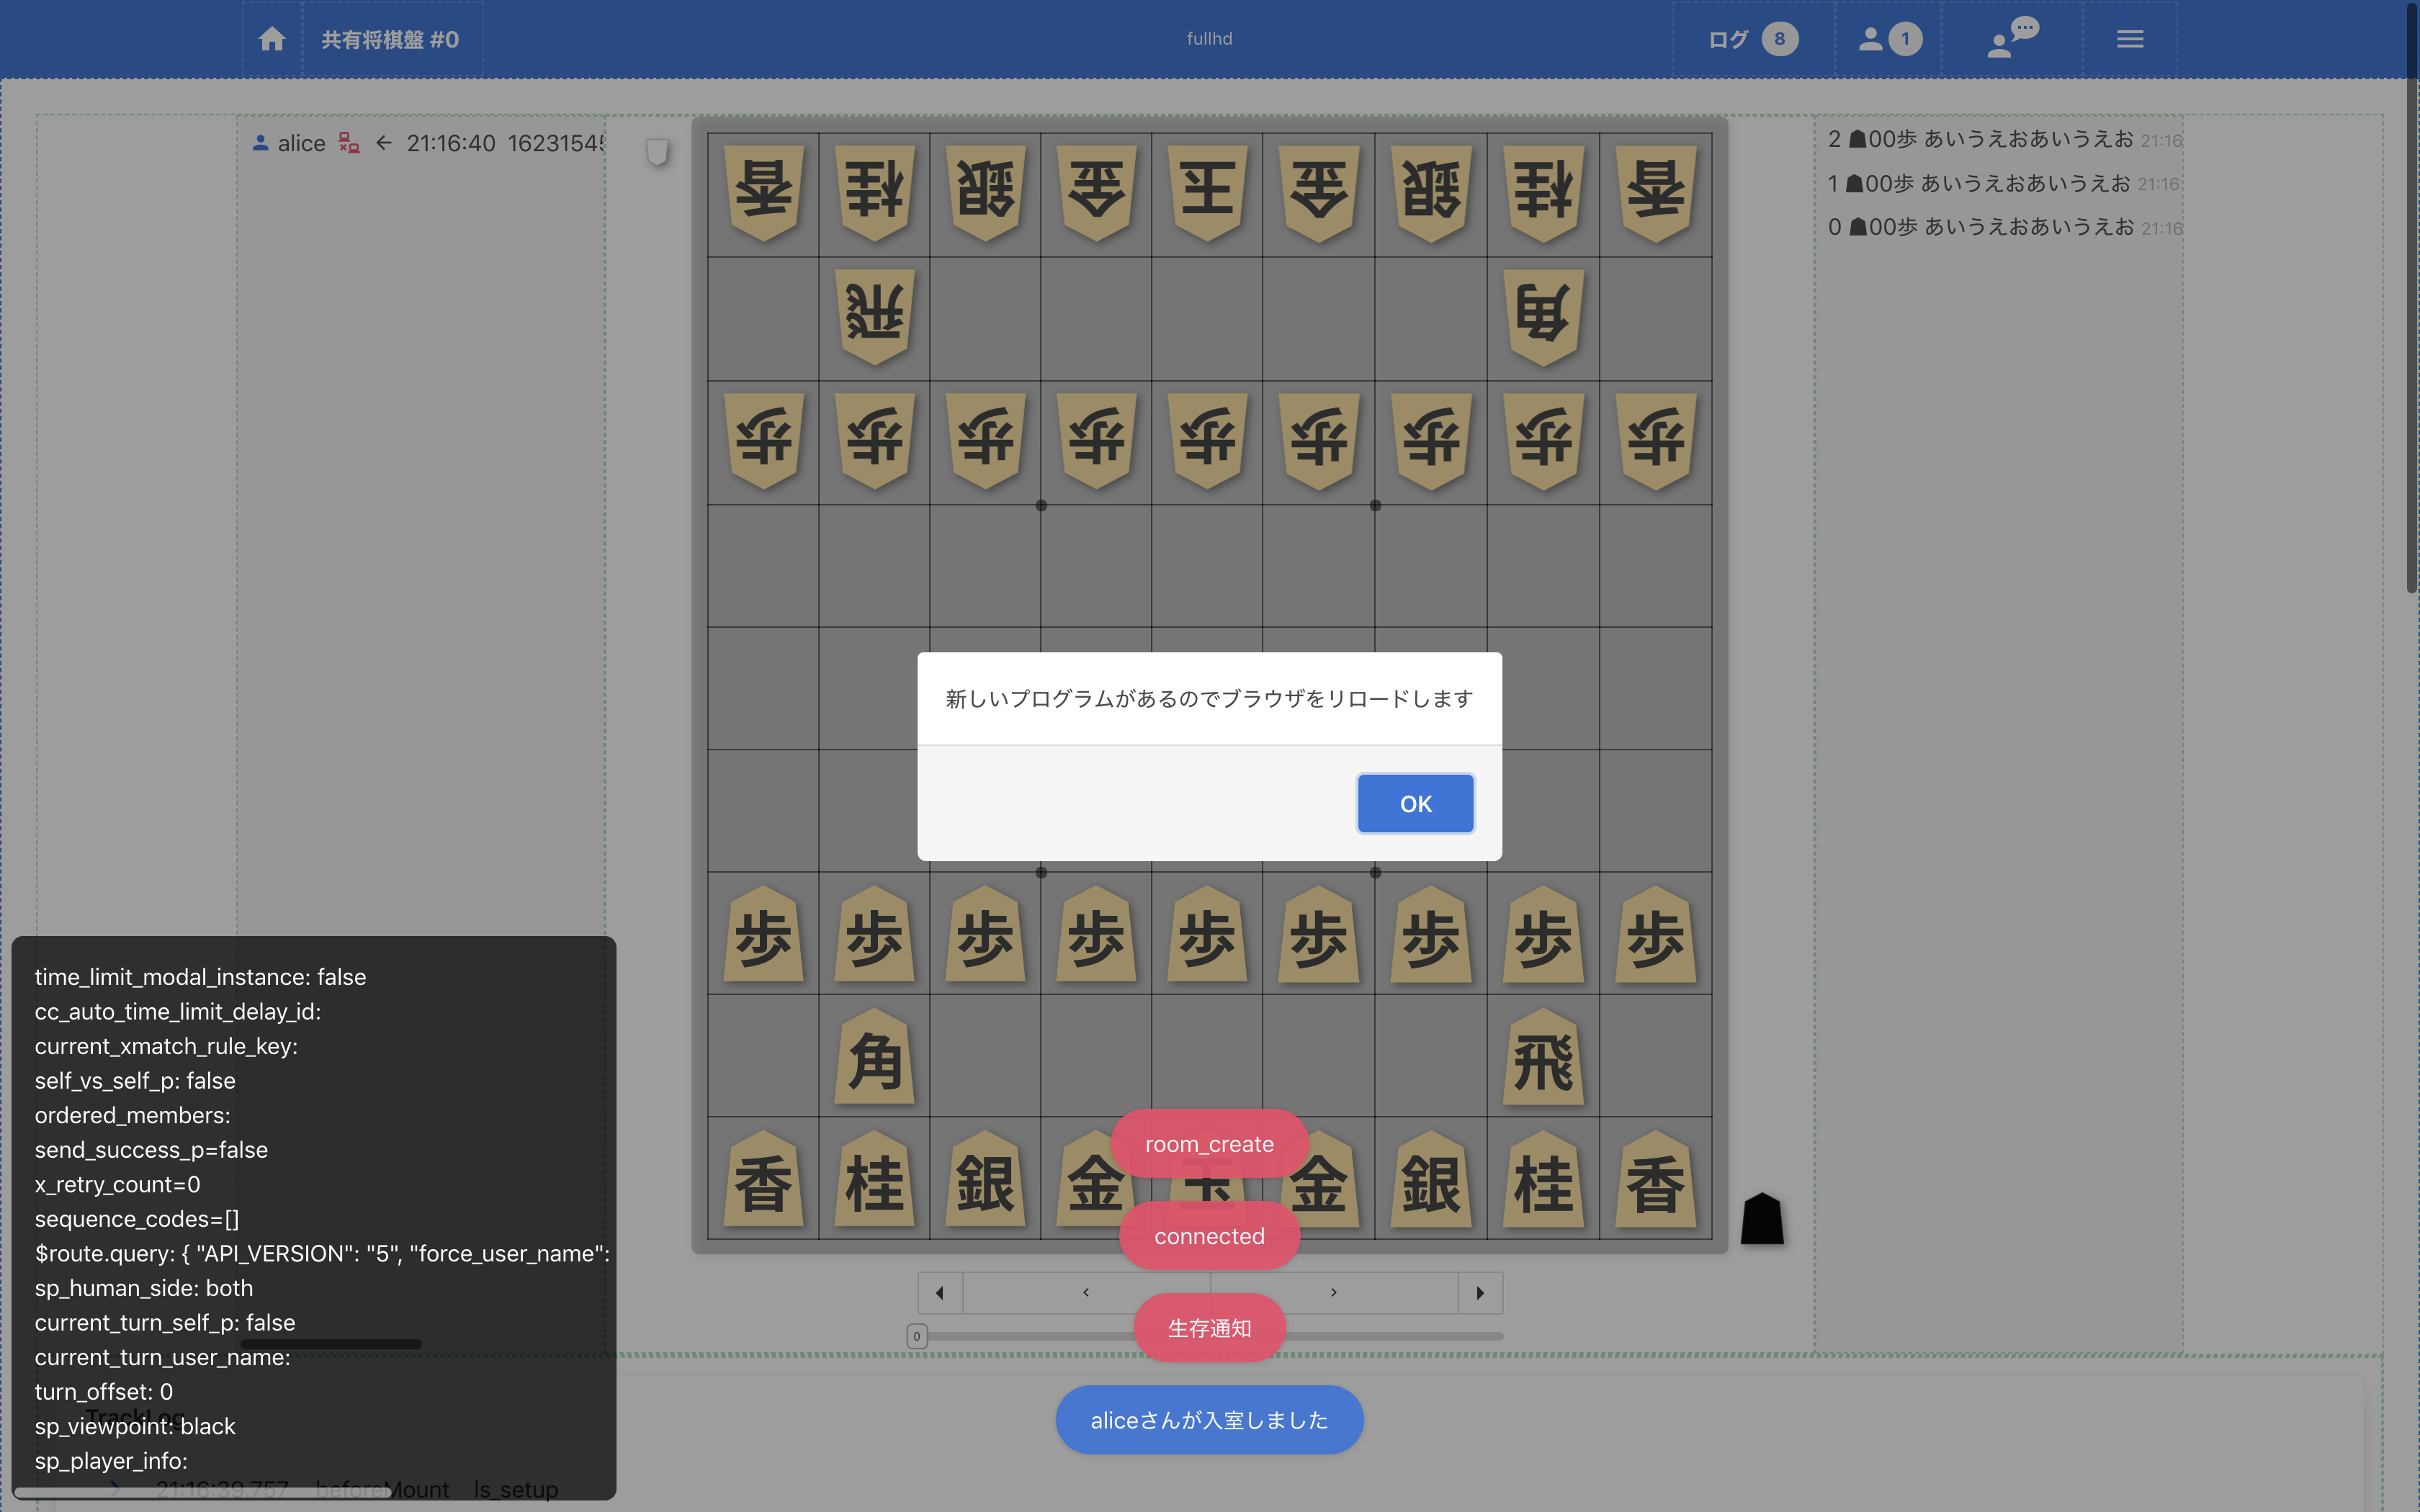 共有将棋盤 #0
fullhd
ログ 8
1
alice ← 21:16:40 16231545
2 ☗00歩 あいうえおあいうえお 21:16
1 ☗00歩 あいうえおあいうえお 21:16
0 ☗00歩 あいうえおあいうえお 21:16
香 桂 銀 金 玉 金 銀 桂 香
飛 角
歩 歩 歩 歩 歩 歩 歩 歩 歩
新しいプログラムがあるのでブラウザをリロードします
OK
歩 歩 歩 歩 歩 歩 歩 歩 歩
角 飛
香 桂 銀 金 玉 金 銀 桂 香
room_create
connected
生存通知
aliceさんが入室しました
0
time_limit_modal_instance: false
cc_auto_time_limit_delay_id:
current_xmatch_rule_key:
self_vs_self_p: false
ordered_members:
send_success_p=false
x_retry_count=0
sequence_codes=[]
$route.query: { "API_VERSION": "5", "force_user_name":
sp_human_side: both
current_turn_self_p: false
current_turn_user_name:
turn_offset: 0
sp_viewpoint: black
sp_player_info:
TrackLog
21:16:39.757 beforeMount ls_setup